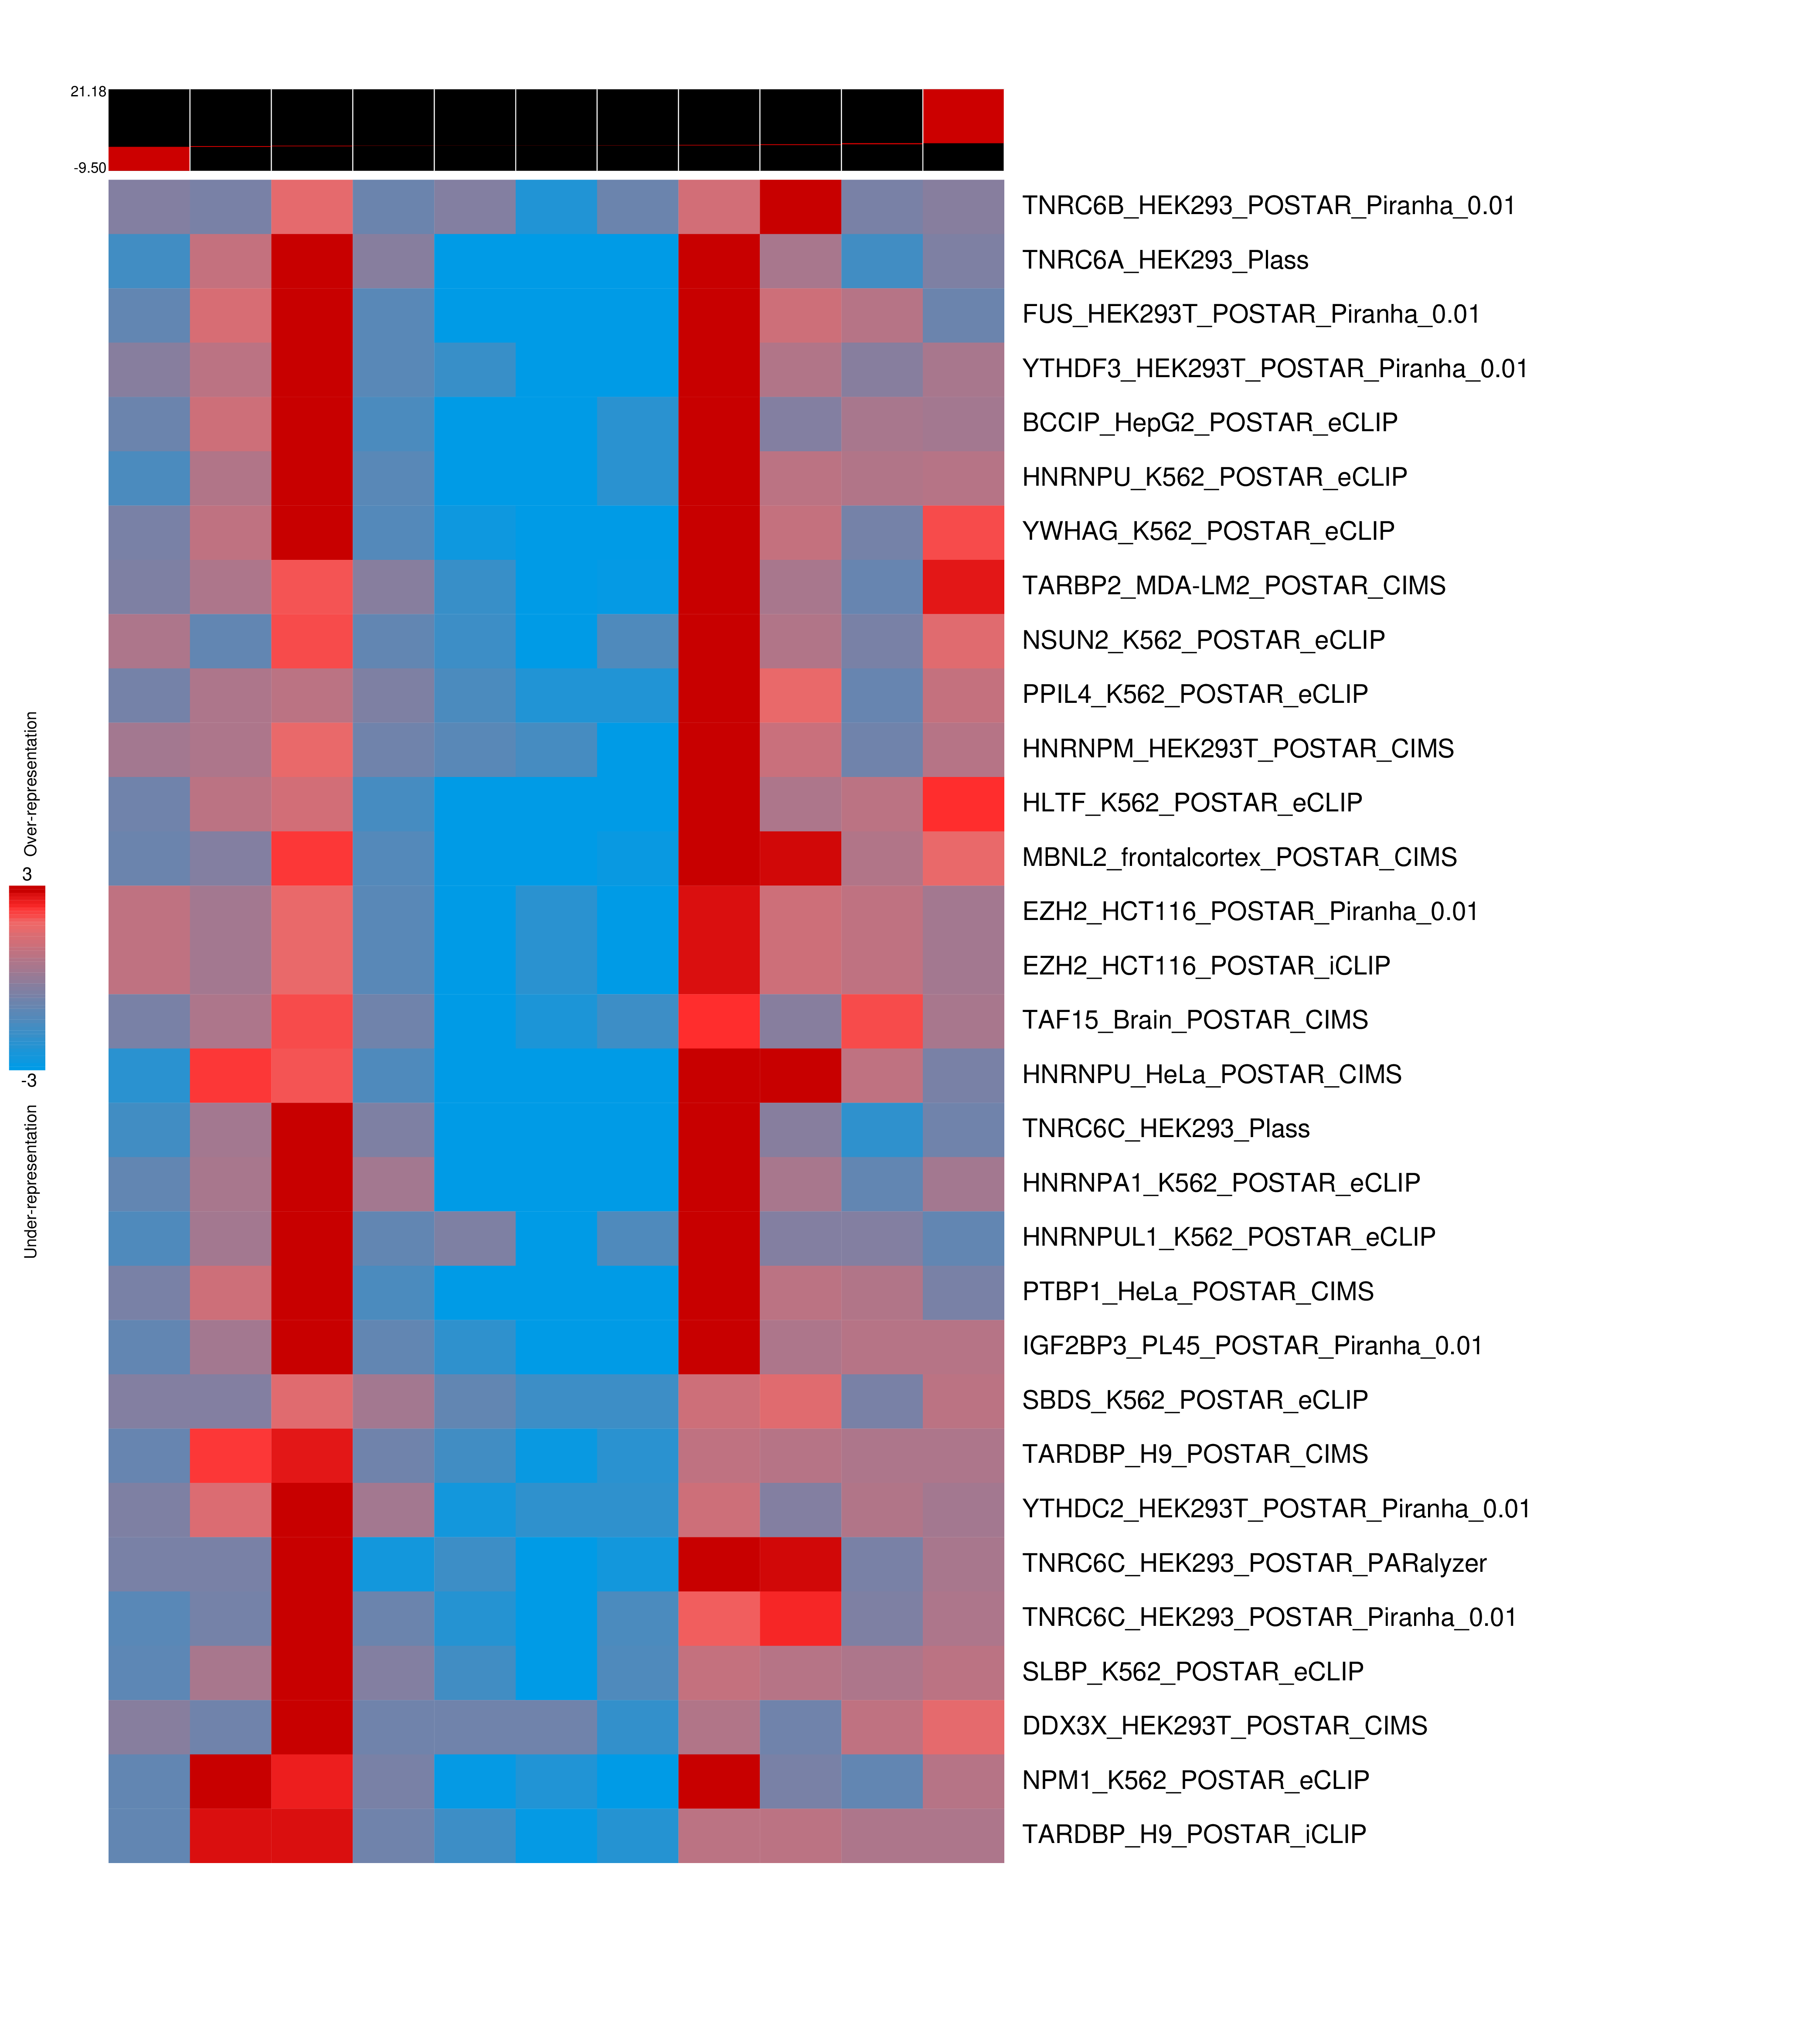 21.18
-9.50
TNRC6B_HEK293_POSTAR_Piranha_0.01
TNRC6A_HEK293_Plass
FUS_HEK293T_POSTAR_Piranha_0.01
YTHDF3_HEK293T_POSTAR_Piranha_0.01
BCCIP_HepG2_POSTAR_eCLIP
HNRNPU_K562_POSTAR_eCLIP
YWHAG_K562_POSTAR_eCLIP
TARBP2_MDA-LM2_POSTAR_CIMS
NSUN2_K562_POSTAR_eCLIP
PPIL4_K562_POSTAR_eCLIP
HNRNPM_HEK293T_POSTAR_CIMS
HLTF_K562_POSTAR_eCLIP
MBNL2_frontalcortex_POSTAR_CIMS
EZH2_HCT116_POSTAR_Piranha_0.01
EZH2_HCT116_POSTAR_iCLIP
TAF15_Brain_POSTAR_CIMS
HNRNPU_HeLa_POSTAR_CIMS
TNRC6C_HEK293_Plass
HNRNPA1_K562_POSTAR_eCLIP
HNRNPUL1_K562_POSTAR_eCLIP
PTBP1_HeLa_POSTAR_CIMS
IGF2BP3_PL45_POSTAR_Piranha_0.01
SBDS_K562_POSTAR_eCLIP
TARDBP_H9_POSTAR_CIMS
YTHDC2_HEK293T_POSTAR_Piranha_0.01
TNRC6C_HEK293_POSTAR_PARalyzer
TNRC6C_HEK293_POSTAR_Piranha_0.01
SLBP_K562_POSTAR_eCLIP
DDX3X_HEK293T_POSTAR_CIMS
NPM1_K562_POSTAR_eCLIP
TARDBP_H9_POSTAR_iCLIP
Over-representation
3
-3
Under-representation